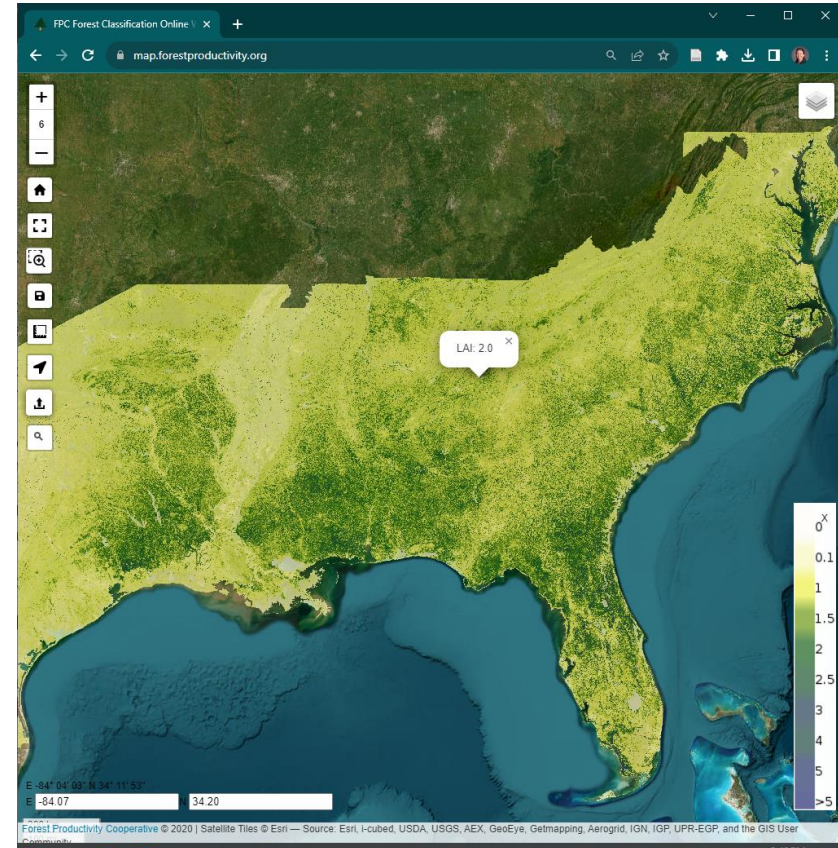 FPC Forest Classification Online V
map.forestproductivity.org
+
6
−
LAI: 2.0
X
0
0.1
1
1.5
2
2.5
3
4
5
>5
E -84° 04' 03" N 34° 11' 53"
E -84.07 N 34.20
Forest Productivity Cooperative © 2020 | Satellite Tiles © Esri — Source: Esri, i-cubed, USDA, USGS, AEX, GeoEye, Getmapping, Aerogrid, IGN, IGP, UPR-EGP, and the GIS User
Community